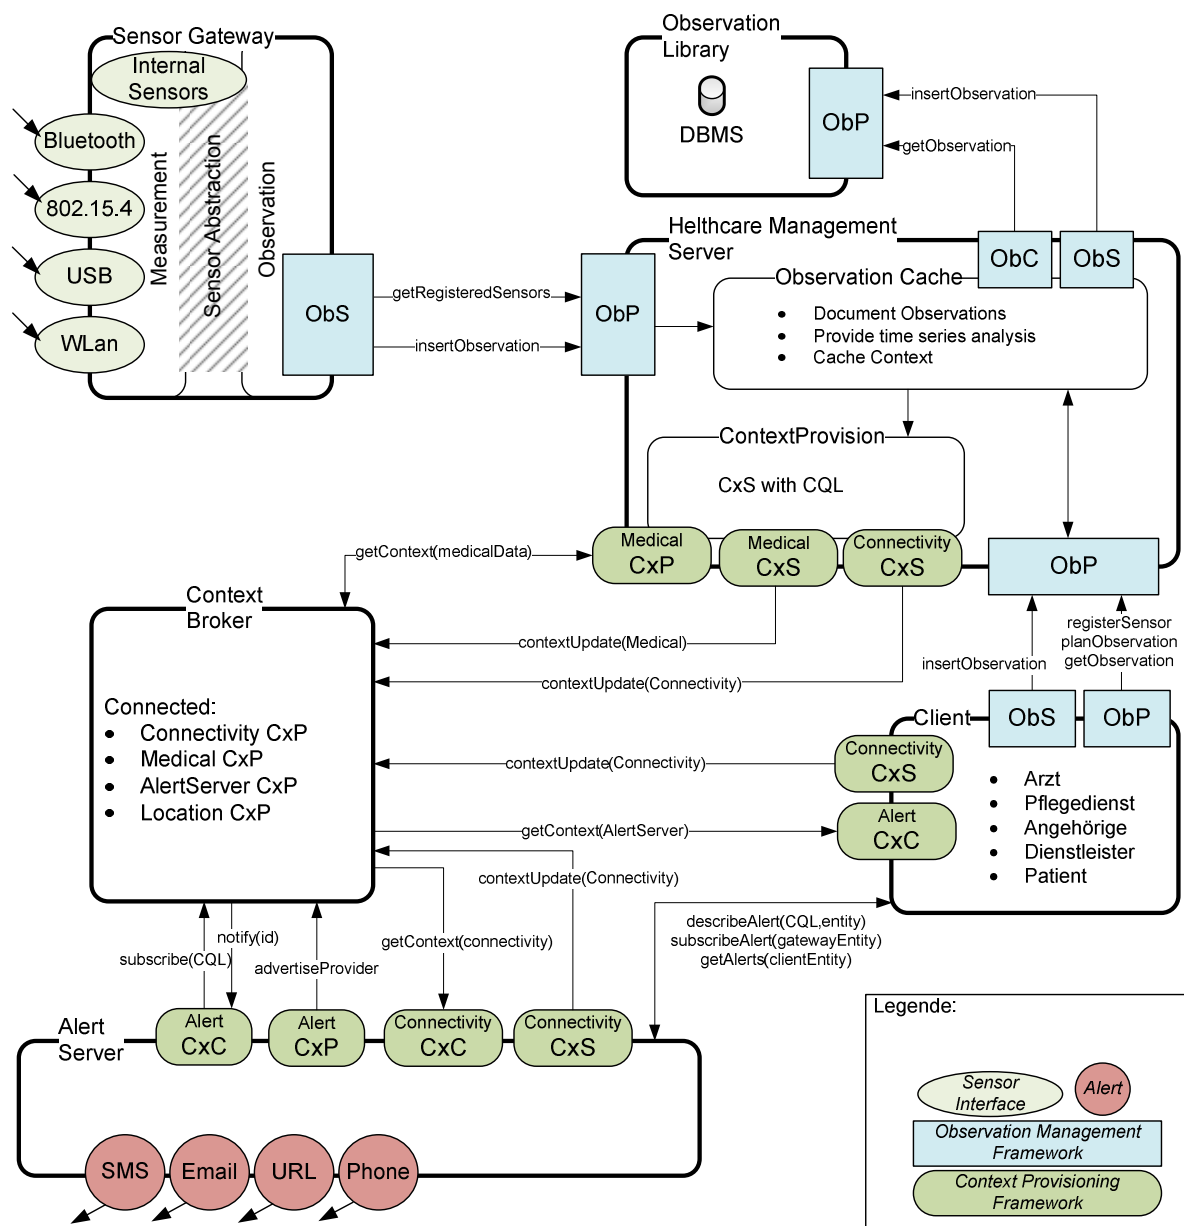 Sensor Gateway
Internal
Sensors
Bluetooth
802.15.4
USB
WLan
Measurement
Sensor Abstraction
Observation
ObS
getRegisteredSensors
insertObservation
Observation
Library
DBMS
ObP
insertObservation
getObservation
Helthcare Management
Server
ObC
ObS
ObP
Observation Cache
• Document Observations
• Provide time series analysis
• Cache Context
ContextProvision
CxS with CQL
Medical
CxP
Medical
CxS
Connectivity
CxS
ObP
getContext(medicalData)
contextUpdate(Medical)
contextUpdate(Connectivity)
Context
Broker
Connected:
• Connectivity CxP
• Medical CxP
• AlertServer CxP
• Location CxP
registerSensor
planObservation
getObservation
insertObservation
Client
ObS
ObP
Connectivity
CxS
Alert
CxC
• Arzt
• Pflegedienst
• Angehörige
• Dienstleister
• Patient
contextUpdate(Connectivity)
getContext(AlertServer)
contextUpdate(Connectivity)
notify(id)
subscribe(CQL)
advertiseProvider
getContext(connectivity)
describeAlert(CQL,entity)
subscribeAlert(gatewayEntity)
getAlerts(clientEntity)
Alert
Server
Alert
CxC
Alert
CxP
Connectivity
CxC
Connectivity
CxS
SMS
Email
URL
Phone
Legende:
Sensor
Interface
Alert
Observation Management
Framework
Context Provisioning
Framework